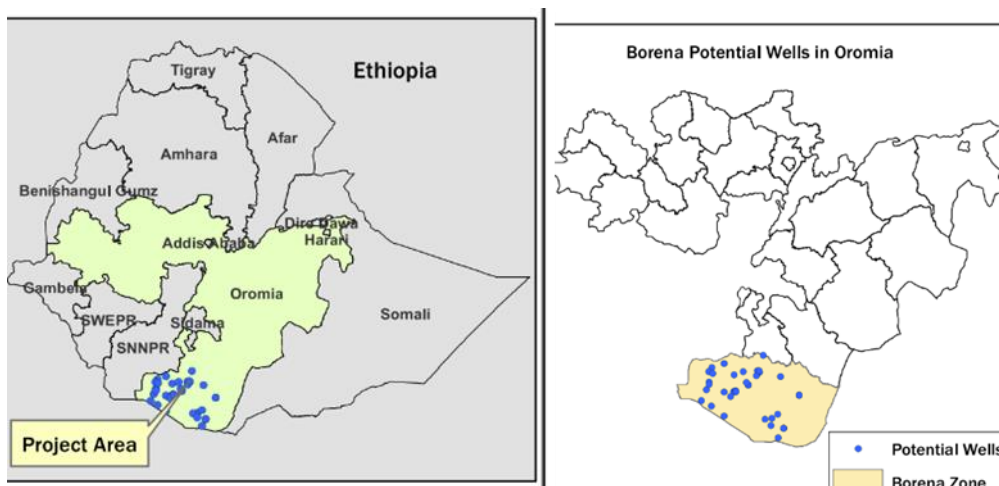 Ethiopia
Tigray
Afar
Amhara
Benishangul Gumz
Dire Dawa
Addis Ababa
Harari
Gambela
Oromia
Somali
SWEPR
Sidama
SNNPR
Project Area
Borena Potential Wells in Oromia
Potential Wells
Borena Zone